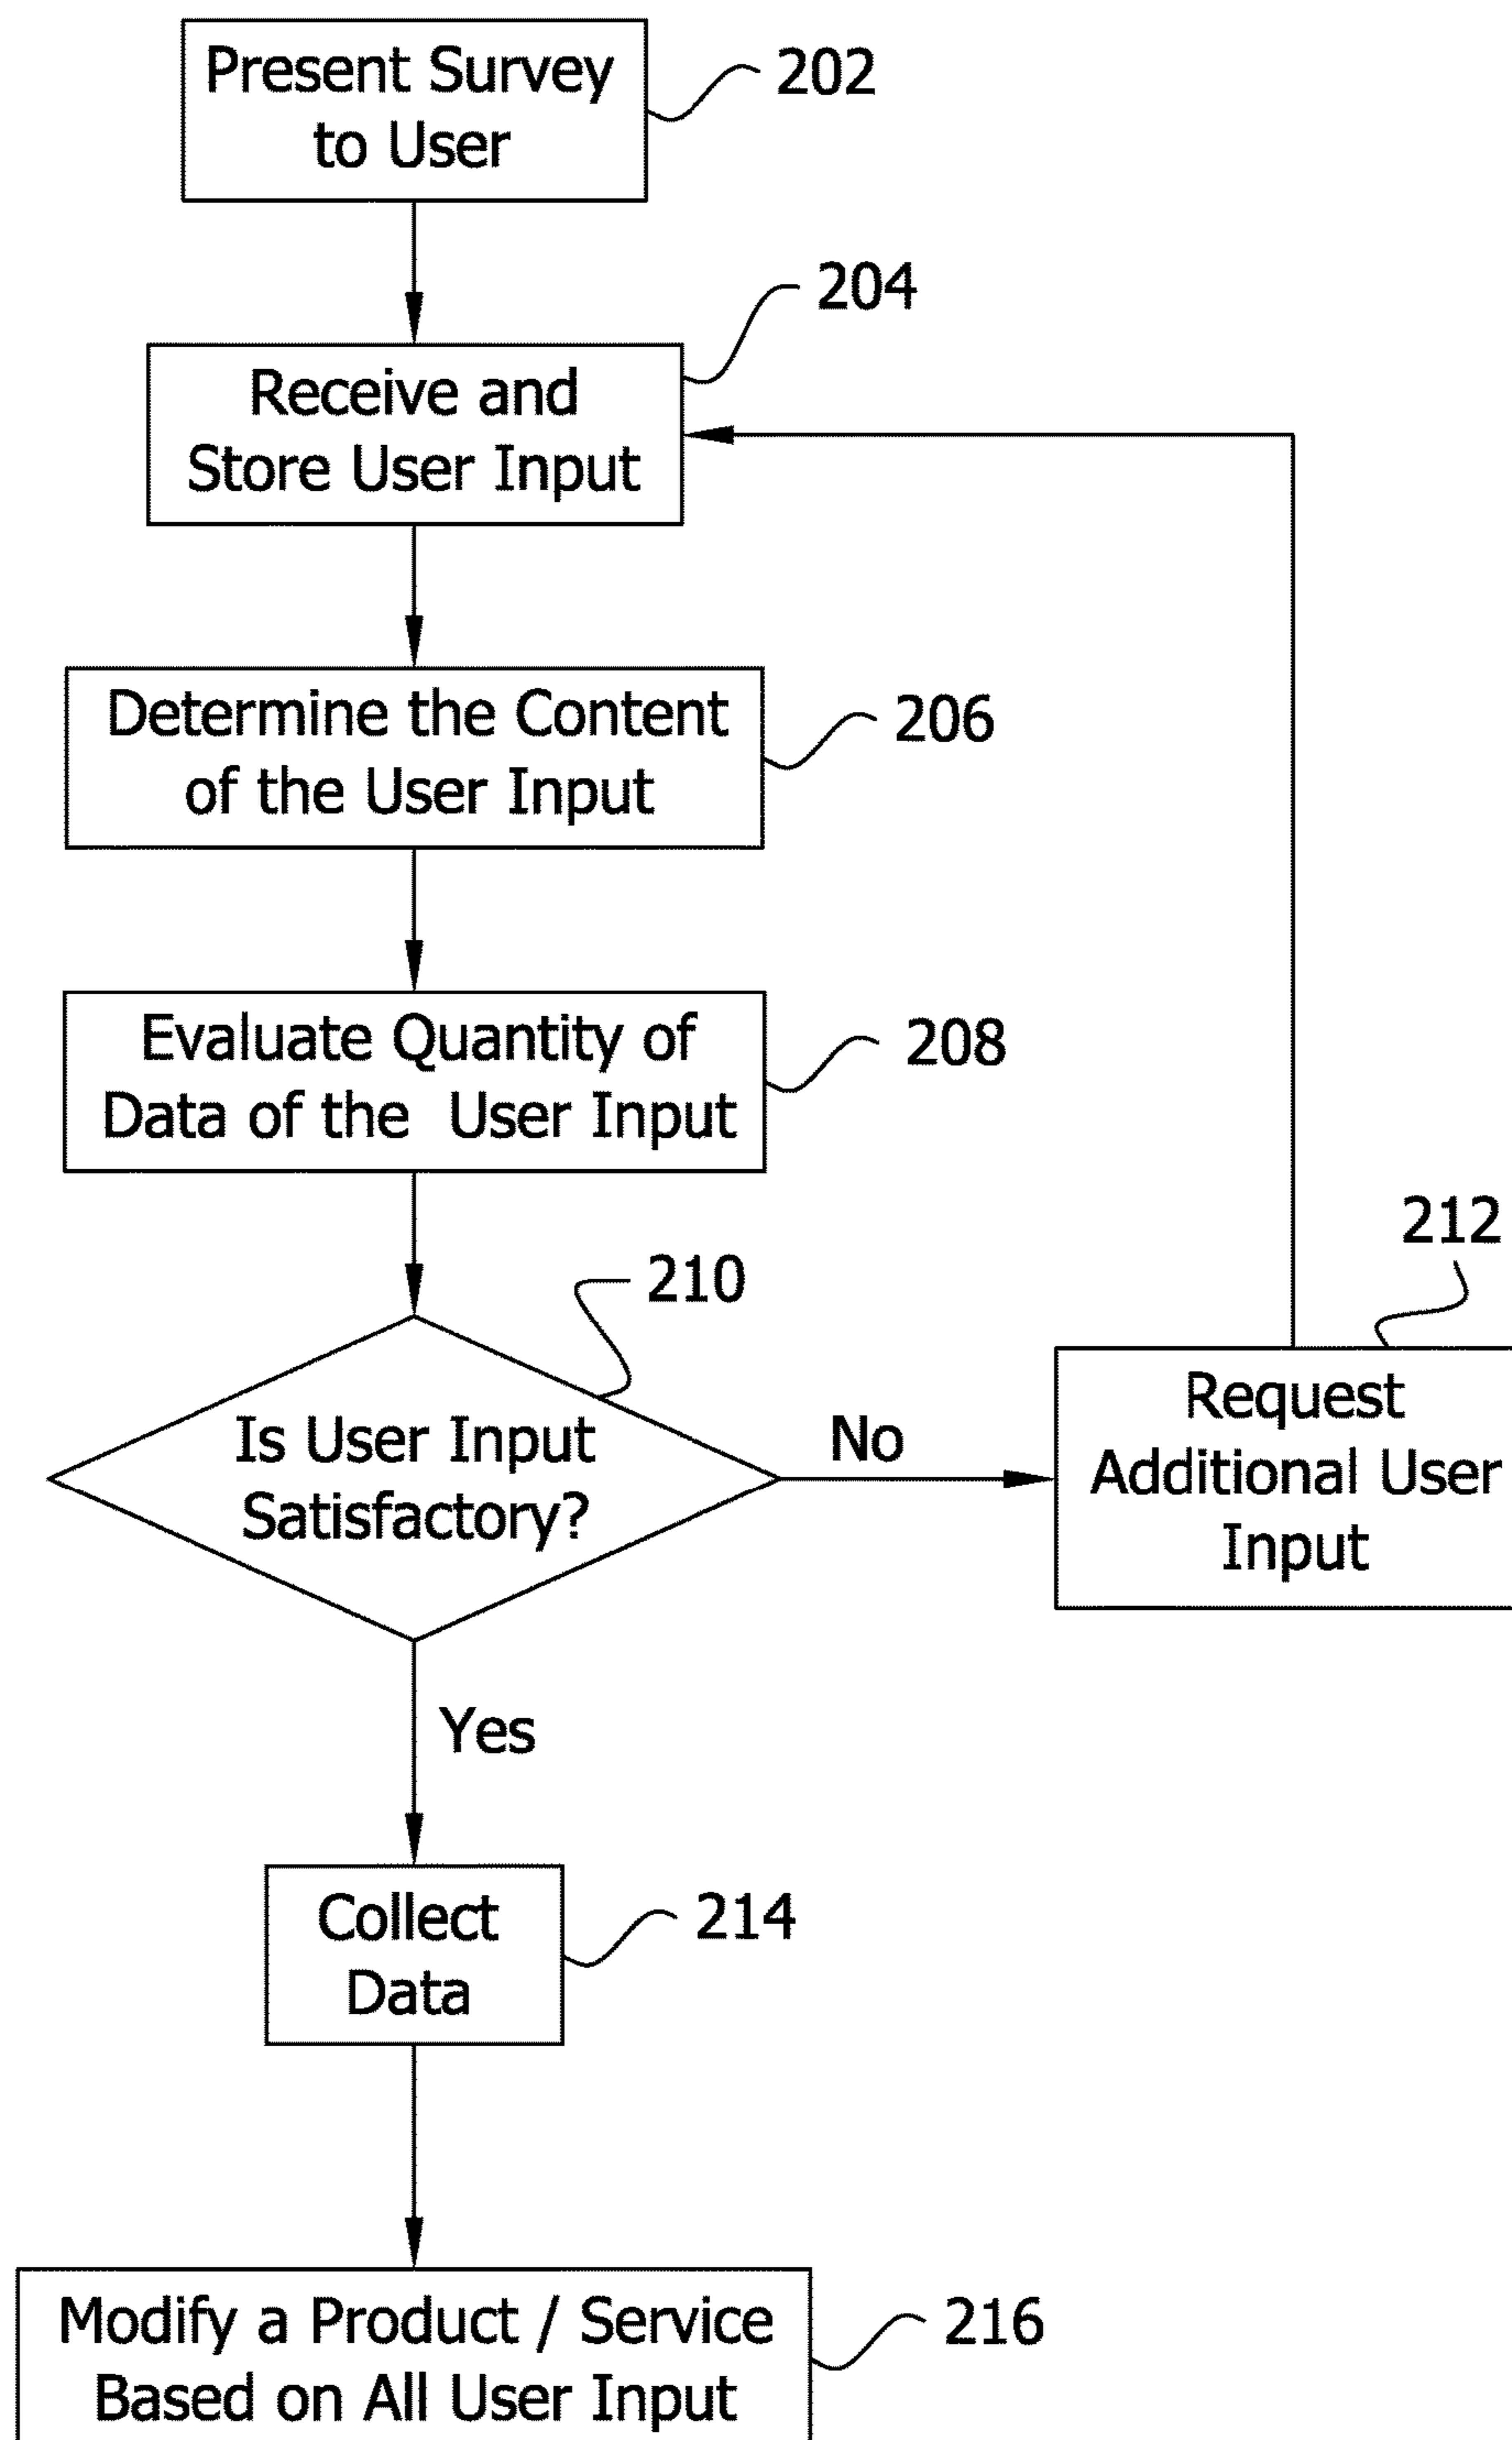 Present Survey
to User
202
204
Receive and
Store User Input
Determine the Content
of the User Input
206
Evaluate Quantity of
Data of the  User Input
208
210
212
Is User Input
Satisfactory?
No
Request
Additional User
Input
Yes
Collect
Data
214
Modify a Product / Service
Based on All User Input
216